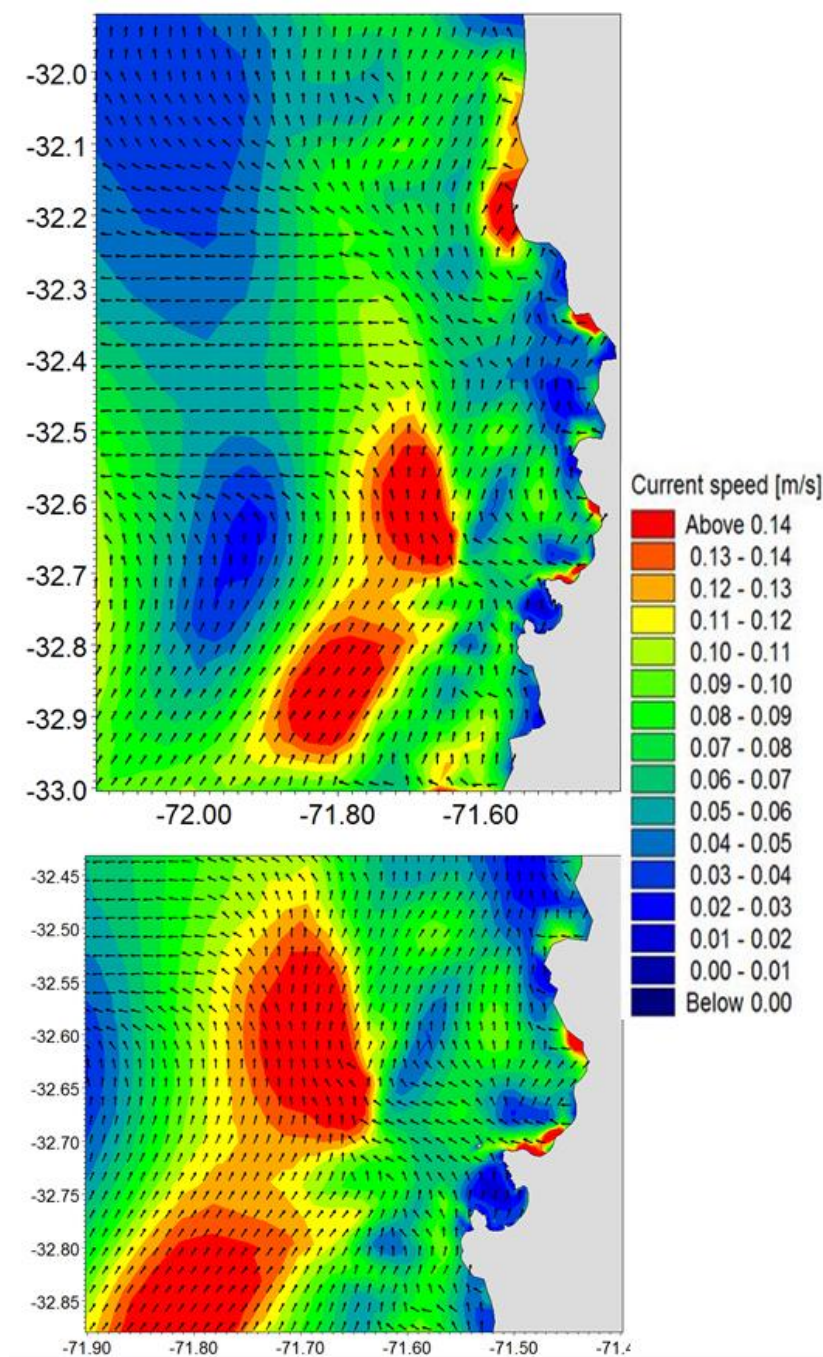 -32.0
-32.1
-32.2
-32.3
-32.4
-32.5
-32.6
-32.7
-32.8
-32.9
-33.0
-72.00 -71.80 -71.60
Current speed [m/s]
Above 0.14
0.13 - 0.14
0.12 - 0.13
0.11 - 0.12
0.10 - 0.11
0.09 - 0.10
0.08 - 0.09
0.07 - 0.08
0.06 - 0.07
0.05 - 0.06
0.04 - 0.05
0.03 - 0.04
0.02 - 0.03
0.01 - 0.02
0.00 - 0.01
Below 0.00
-32.45
-32.50
-32.55
-32.60
-32.65
-32.70
-32.75
-32.80
-32.85
-71.90 -71.80 -71.70 -71.60 -71.50 -71.4